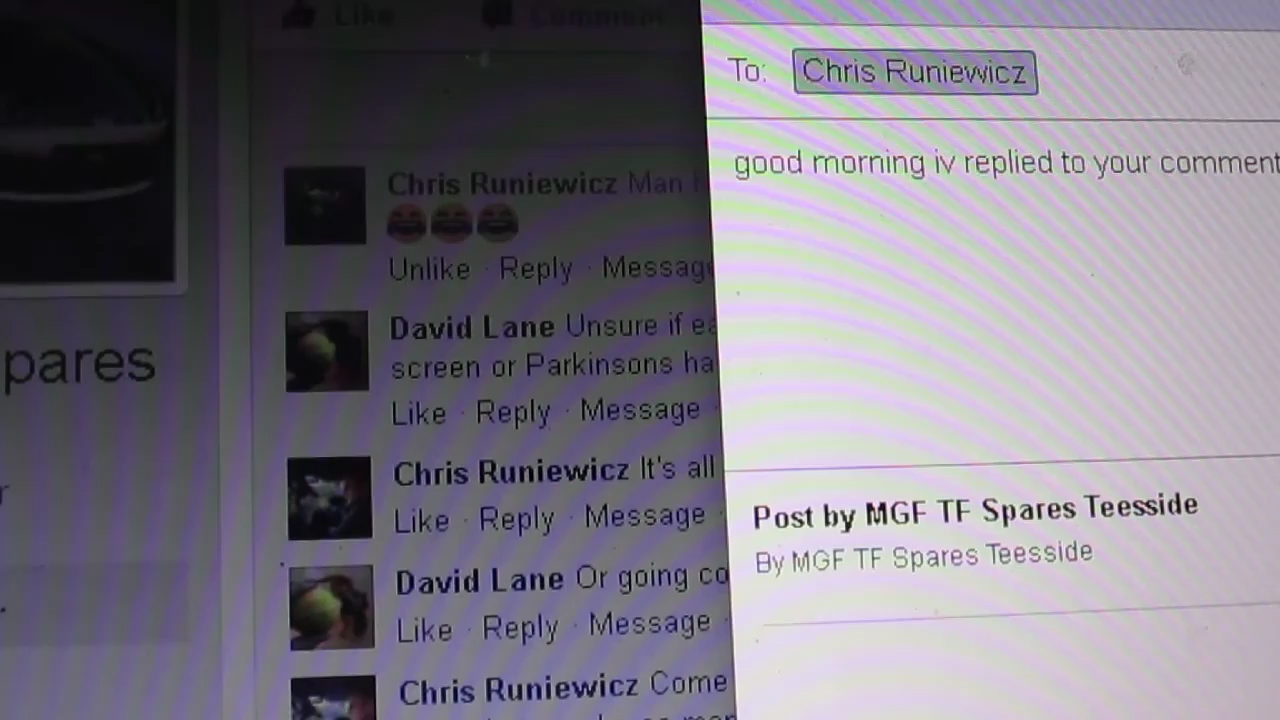 Like Comment
Chris Runiewicz Man
Unlike · Reply · Message
David Lane Unsure if ea
screen or Parkinsons ha
Like · Reply · Message ·
Chris Runiewicz It's all
Like · Reply · Message ·
David Lane Or going co
Like · Reply · Message ·
Chris Runiewicz Come
pares
To: Chris Runiewicz
good morning iv replied to your comment
Post by MGF TF Spares Teesside
By MGF TF Spares Teesside